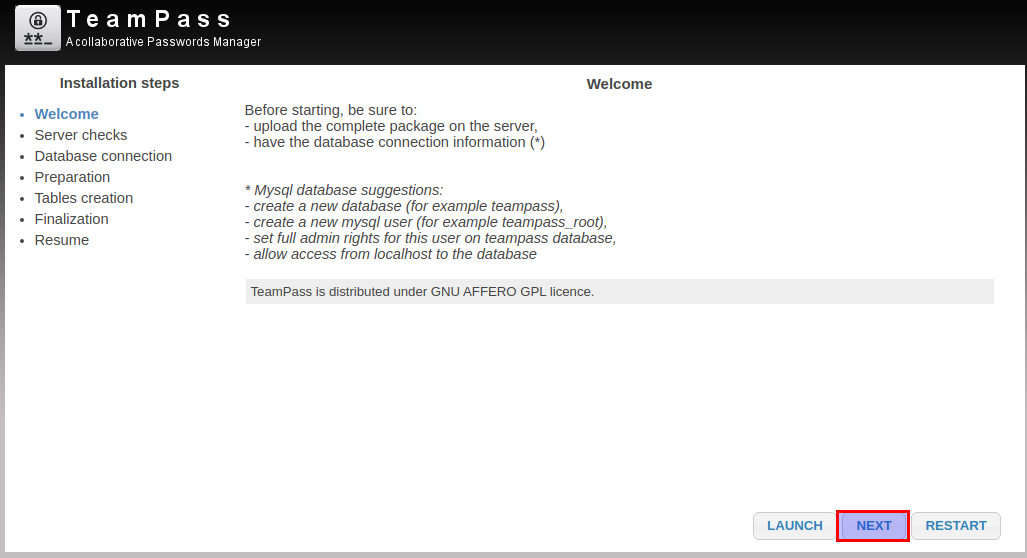 TeamPass
A collaborative Passwords Manager
Installation steps
Welcome
Server checks
Database connection
Preparation
Tables creation
Finalization
Resume
Welcome
Before starting, be sure to:
- upload the complete package on the server,
- have the database connection information (*)
* Mysql database suggestions:
- create a new database (for example teampass),
- create a new mysql user (for example teampass_root),
- set full admin rights for this user on teampass database,
- allow access from localhost to the database
TeamPass is distributed under GNU AFFERO GPL licence.
LAUNCH NEXT RESTART